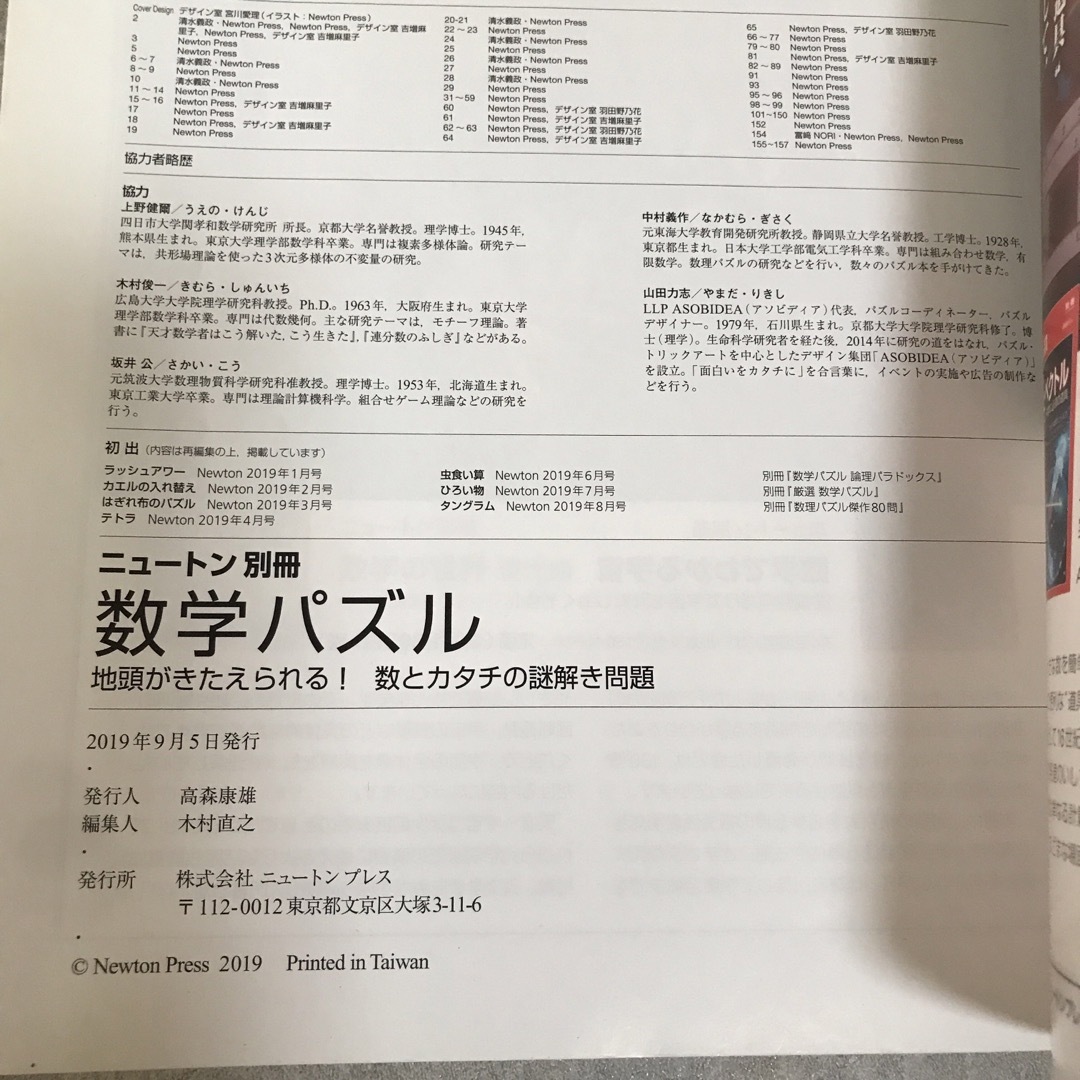 Cover Design デザイン室 宮川愛理(イラスト:Newton Press)
2 清水義政・Newton Press, Newton Press, デザイン室 吉増麻里子, Newton Press, デザイン室 吉増麻里子
3 Newton Press
5 Newton Press
6〜7 清水義政・Newton Press
8〜9 Newton Press
10 清水義政・Newton Press
11〜14 Newton Press
15〜16 Newton Press, デザイン室 吉増麻里子
17 Newton Press
18 Newton Press, デザイン室 吉増麻里子
19 Newton Press
20-21 清水義政・Newton Press
22〜23 Newton Press
24 清水義政・Newton Press
25 Newton Press
26 清水義政・Newton Press
27 Newton Press
28 清水義政・Newton Press
29 Newton Press
31〜59 Newton Press
60 Newton Press, デザイン室 羽田野乃花
61 Newton Press, デザイン室 吉増麻里子
62〜63 Newton Press, デザイン室 羽田野乃花
64 Newton Press, デザイン室 吉増麻里子
65 Newton Press, デザイン室 羽田野乃花
66〜77 Newton Press
79〜80 Newton Press
81 Newton Press, デザイン室 吉増麻里子
82〜89 Newton Press
91 Newton Press
93 Newton Press
95〜96 Newton Press
98〜99 Newton Press
101〜150 Newton Press
152 Newton Press
154 富﨑 NORI・Newton Press, Newton Press
155〜157 Newton Press
協力者略歴
協力
上野健爾/うえの・けんじ
四日市大学関孝和数学研究所 所長。京都大学名誉教授。理学博士。1945年,
熊本県生まれ。東京大学理学部数学科卒業。専門は複素多様体論。研究テー
マは,共形場理論を使った3次元多様体の不変量の研究。
木村俊一/きむら・しゅんいち
広島大学大学院理学研究科教授。Ph.D.。1963年,大阪府生まれ。東京大学
理学部数学科卒業。専門は代数幾何。主な研究テーマは,モチーフ理論。著
書に『天才数学者はこう解いた,こう生きた』,『連分数のふしぎ』などがある。
坂井 公/さかい・こう
元筑波大学数理物質科学研究科准教授。理学博士。1953年,北海道生まれ。
東京工業大学卒業。専門は理論計算機科学。組合せゲーム理論などの研究を
行う。
中村義作/なかむら・ぎさく
元東海大学教育開発研究所教授。静岡県立大学名誉教授。工学博士。1928年,
東京都生まれ。日本大学工学部電気工学科卒業。専門は組み合わせ数学,有
限数学。数理パズルの研究などを行い,数々のパズル本を手がけてきた。
山田力志/やまだ・りきし
LLP ASOBIDEA(アソビディア)代表,パズルコーディネーター,パズル
デザイナー。1979年,石川県生まれ。京都大学大学院理学研究科修了。博
士(理学)。生命科学研究者を経た後,2014年に研究の道をはなれ,パズル・
トリックアートを中心としたデザイン集団「ASOBIDEA(アソビディア)」
を設立。「面白いをカタチに」を合言葉に,イベントの実施や広告の制作な
どを行う。
初出(内容は再編集の上,掲載しています)
ラッシュアワー Newton 2019年1月号
カエルの入れ替え Newton 2019年2月号
はぎれ布のパズル Newton 2019年3月号
テトラ Newton 2019年4月号
虫食い算 Newton 2019年6月号
ひろい物 Newton 2019年7月号
タングラム Newton 2019年8月号
別冊『数学パズル 論理パラドックス』
別冊『厳選 数学パズル』
別冊『数理パズル傑作80問』
ニュートン別冊
数学パズル
地頭がきたえられる! 数とカタチの謎解き問題
2019年9月5日発行
発行人 高森康雄
編集人 木村直之
発行所 株式会社 ニュートンプレス
〒112-0012 東京都文京区大塚3-11-6
© Newton Press 2019 Printed in Taiwan